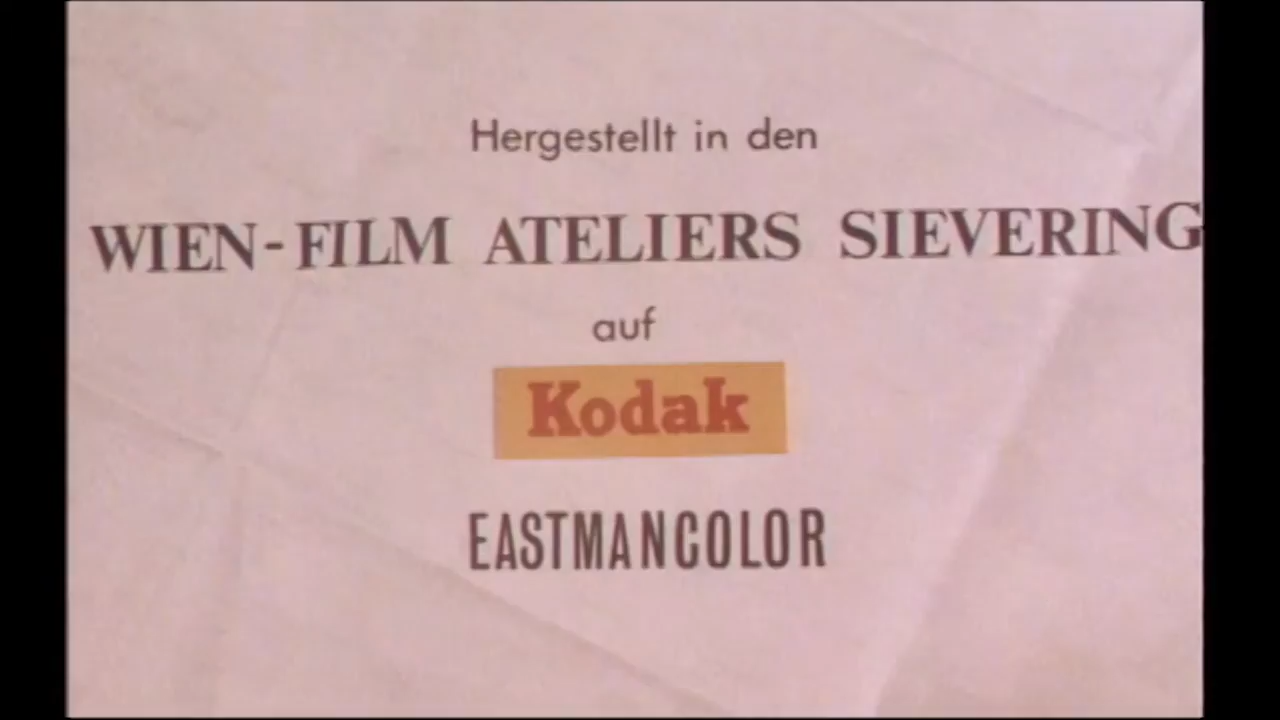 Hergestellt in den
WIEN-FILM ATELIERS SIEVERING
auf
Kodak
EASTMANCOLOR